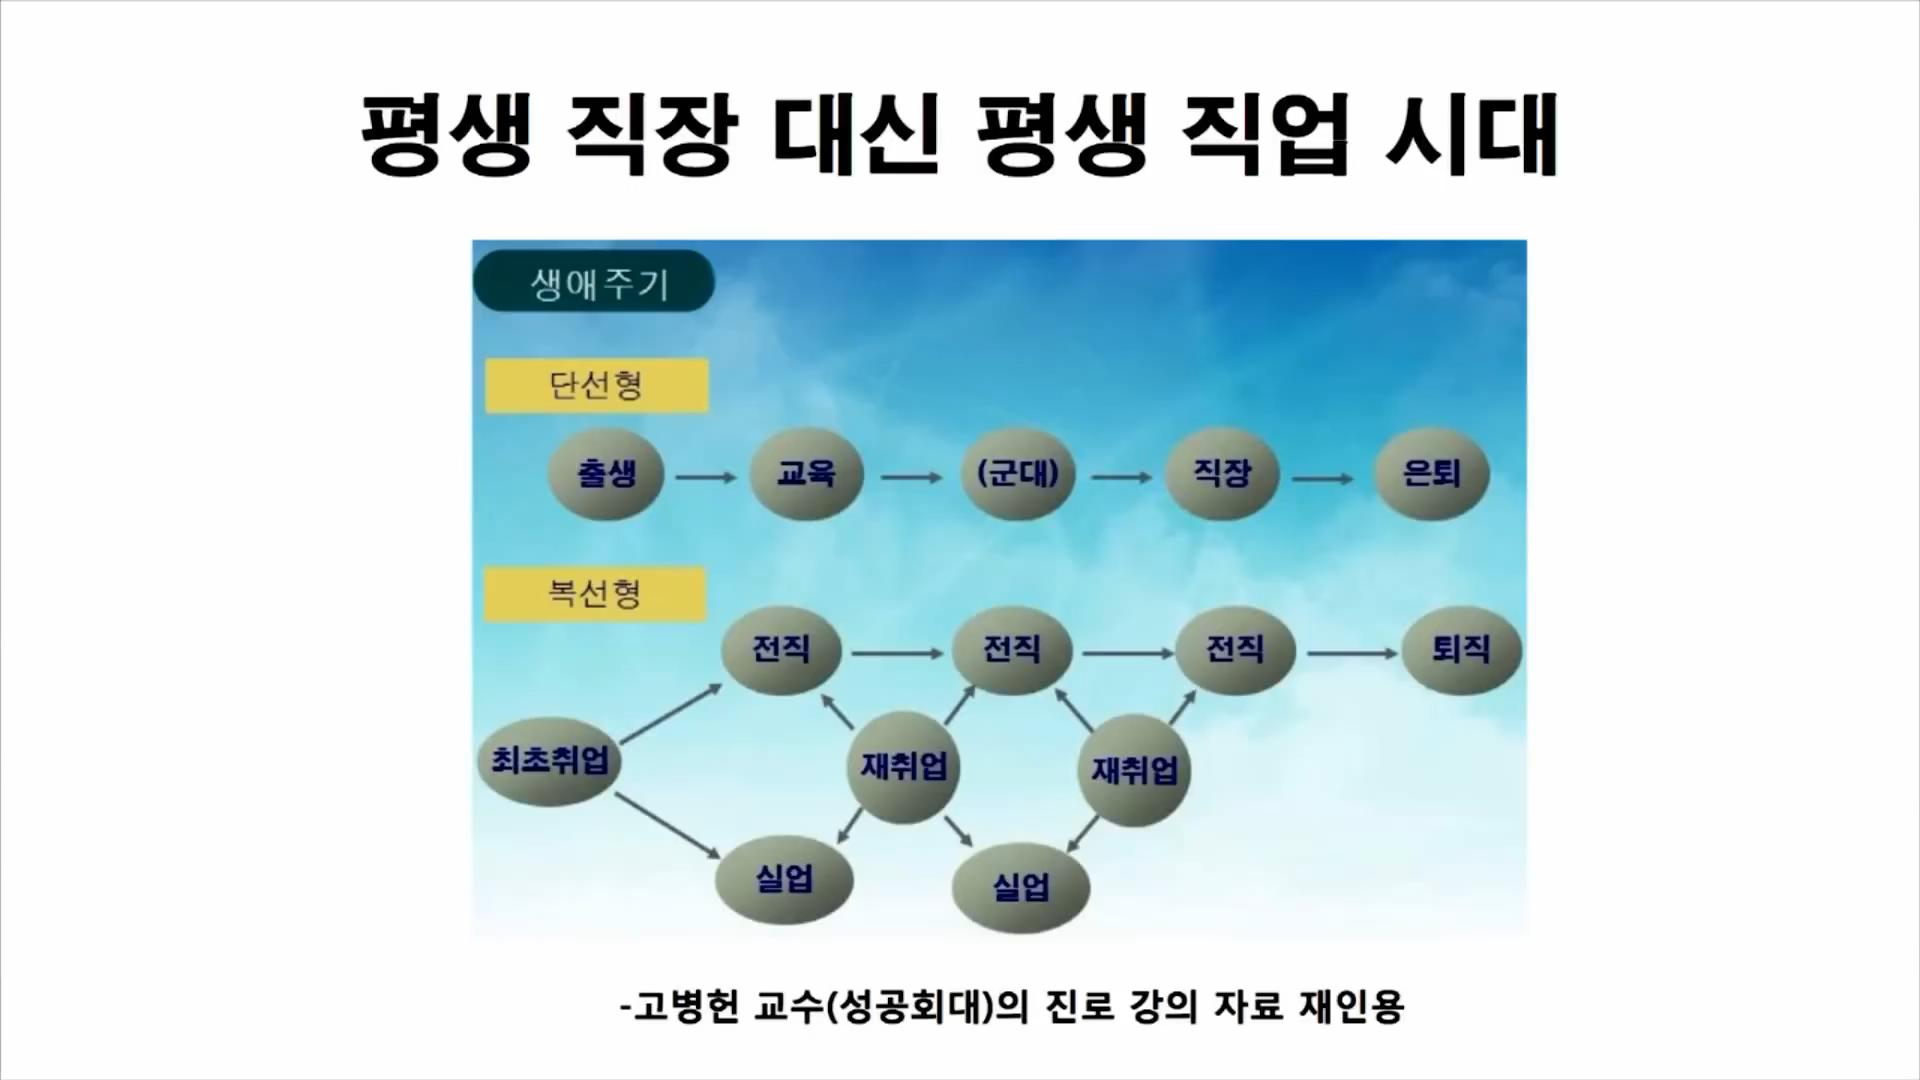 평생 직장 대신 평생 직업 시대
생애주기
단선형
출생 교육 (군대) 직장 은퇴
복선형
전직 전직 전직 퇴직
최초취업 재취업 재취업
실업 실업
-고병헌 교수(성공회대)의 진로 강의 자료 재인용